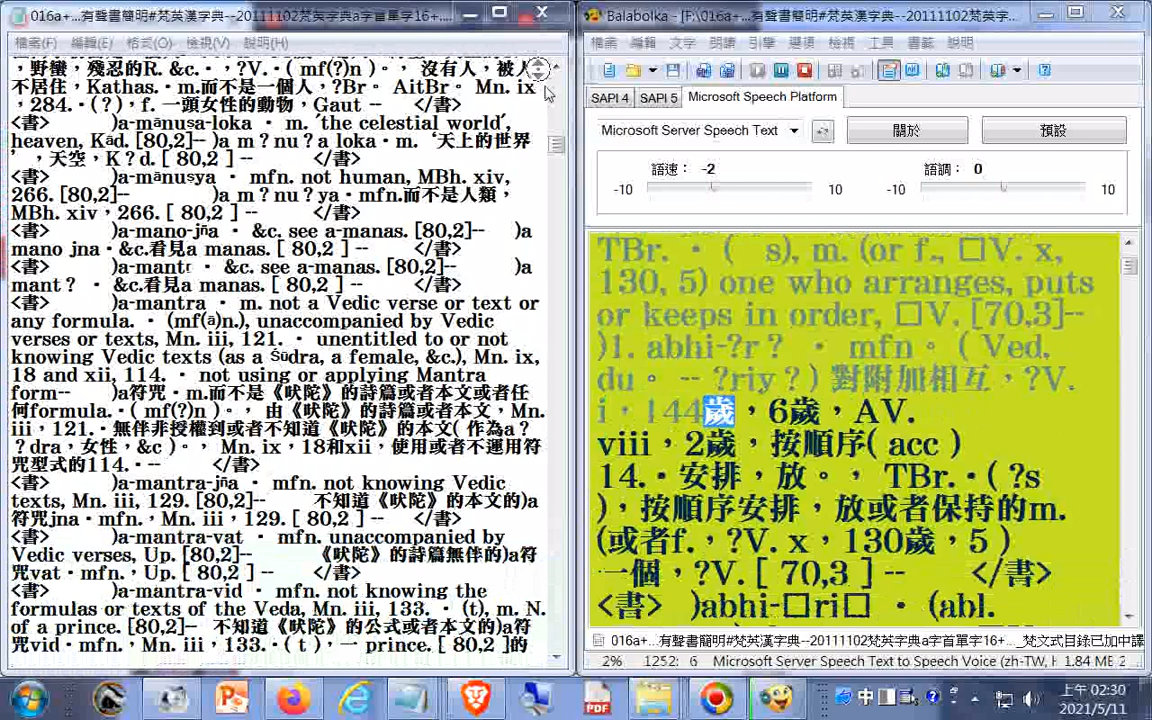 016a+...有聲書簡明#梵英漢字典--20111102梵英字典a字首單字16+...
檔案(F) 編輯(E) 格式(O) 檢視(V) 說明(H)
，野蠻，殘忍的R. &c.‧，?V.‧( mf(?)n )。， 沒有人，被人
不居住，Kathas.‧m.而不是一個人，?Br。 AitBr。 Mn. ix
,284.‧(?)，f. 一頭女性的動物，Gaut -- </書>
<書> )a-mānuṣa-loka ‧ m. 'the celestial world',
heaven, Kād. [80,2]-- )a m?nu?a loka‧m.‘天上的世界
’，天空，K?d. [ 80,2 ] -- </書>
<書> )a-mānuṣya ‧ mfn. not human, MBh. xiv,
266. [80,2]-- )a m?nu?ya‧mfn.而不是人類，
MBh. xiv，266. [ 80,2 ] -- </書>
<書> )a-mano-jña ‧ &c. see a-manas. [80,2]-- )a
mano jna‧&c.看見a manas. [ 80,2 ] -- </書>
<書> )a-mantṛ ‧ &c. see a-manas. [80,2]-- )a
mant? ‧ &c.看見a manas. [ 80,2 ] -- </書>
<書> )a-mantra ‧ m. not a Vedic verse or text or
any formula. ‧ (mf(ā)n.), unaccompanied by Vedic
verses or texts, Mn. iii, 121. ‧ unentitled to or not
knowing Vedic texts (as a Śūdra, a female, &c.), Mn. ix,
18 and xii, 114. ‧ not using or applying Mantra
form-- )a符咒‧m.而不是《吠陀》的詩篇或者本文或者任
何formula.‧( mf(?)n )。， 由《吠陀》的詩篇或者本文，Mn.
iii，121.‧無伴非授權到或者不知道《吠陀》的本文( 作為a?
?dra，女性，&c )。， Mn. ix，18和xii，使用或者不運用符
咒型式的114.‧-- </書>
<書> )a-mantra-jña ‧ mfn. not knowing Vedic
texts, Mn. iii, 129. [80,2]-- 不知道《吠陀》的本文的)a
符咒jna‧mfn.，Mn. iii，129. [ 80,2 ] -- </書>
<書> )a-mantra-vat ‧ mfn. unaccompanied by
Vedic verses, Up. [80,2]-- 《吠陀》的詩篇無伴的)a符
咒vat‧mfn.，Up. [ 80,2 ] -- </書>
<書> )a-mantra-vid ‧ mfn. not knowing the
formulas or texts of the Veda, Mn. iii, 133. ‧ (t), m. N.
of a prince. [80,2]-- 不知道《吠陀》的公式或者本文的)a符
咒vid‧mfn.，Mn. iii，133.‧( t )，一 prince. [ 80,2 ]的
Balabolka - [F:\016a+...有聲書簡明#梵英漢字典--20111102梵英字...
檔案 編輯 文字 朗讀 引擎 選項 檢視 工具 書籤 說明
SAPI 4 SAPI 5 Microsoft Speech Platform
Microsoft Server Speech Text 關於 預設
語速： -2 語調： 0
-10 10 -10 10
TBr. ‧ ( s), m. (or f., □V. x,
130, 5) one who arranges, puts
or keeps in order, □V. [70,3]--
)1. abhi-?r? ‧ mfn。( Ved,
du。 -- ?riy?) 對附加相互，?V.
i，144歲，6歲，AV.
viii，2歲，按順序( acc )
14.‧安排，放。， TBr.‧( ?s
)，按順序安排，放或者保持的m.
(或者f.，?V. x，130歲，5 )
一個，?V. [ 70,3 ] -- </書>
<書> )abhi-□ri□ ‧ (abl.
016a+...有聲書簡明#梵英漢字典--20111102梵英字典a字首單字16+..._梵文式目錄已加中譯
2% 1252: 6 Microsoft Server Speech Text to Speech Voice (zh-TW, H 1.84 MB
中
上午 02:30
2021/5/11